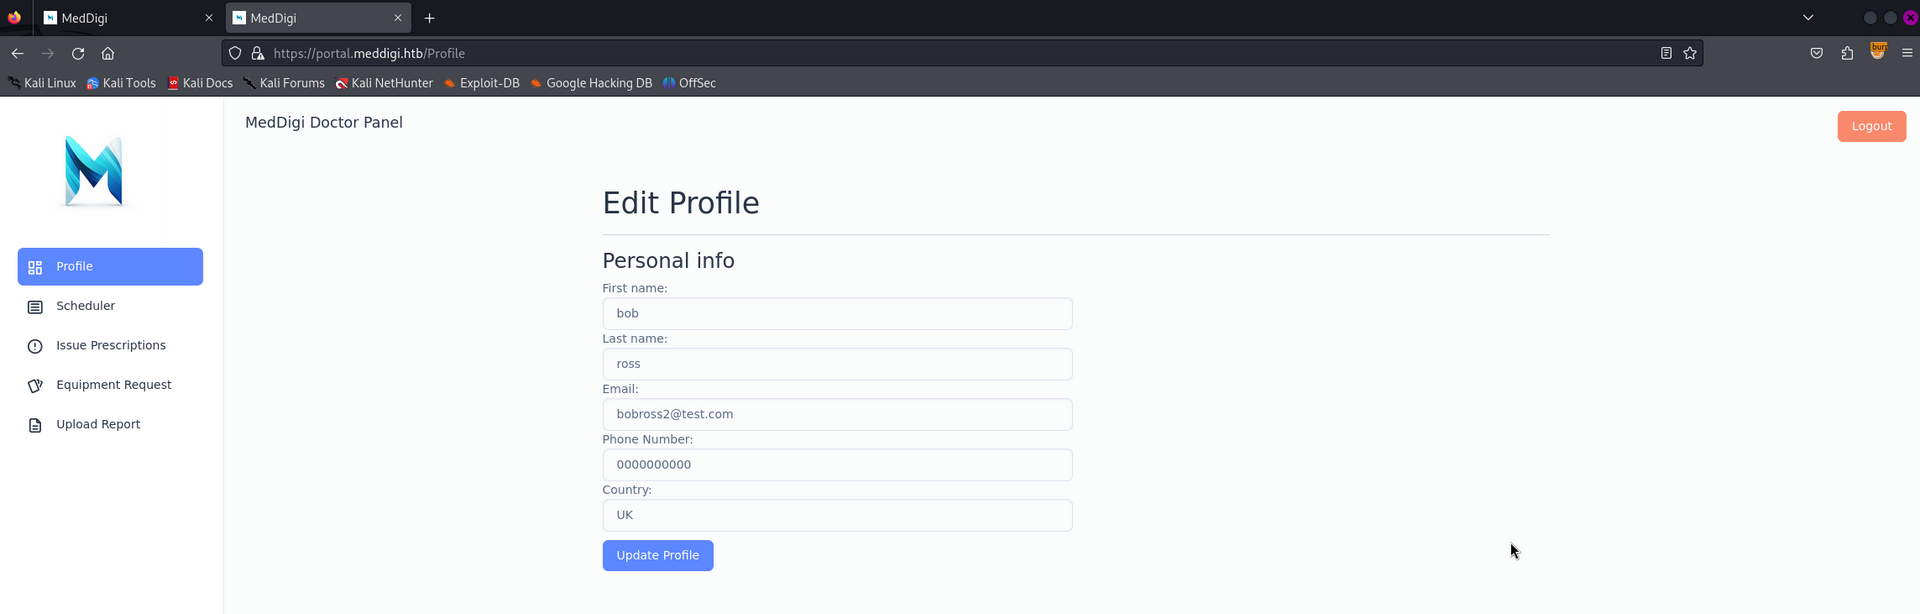 MedDigi
MedDigi
https://portal.meddigi.htb/Profile
Kali Linux Kali Tools Kali Docs Kali Forums Kali NetHunter Exploit-DB Google Hacking DB OffSec
MedDigi Doctor Panel
Logout
Profile
Scheduler
Issue Prescriptions
Equipment Request
Upload Report
Edit Profile
Personal info
First name:
bob
Last name:
ross
Email:
bobross2@test.com
Phone Number:
0000000000
Country:
UK
Update Profile